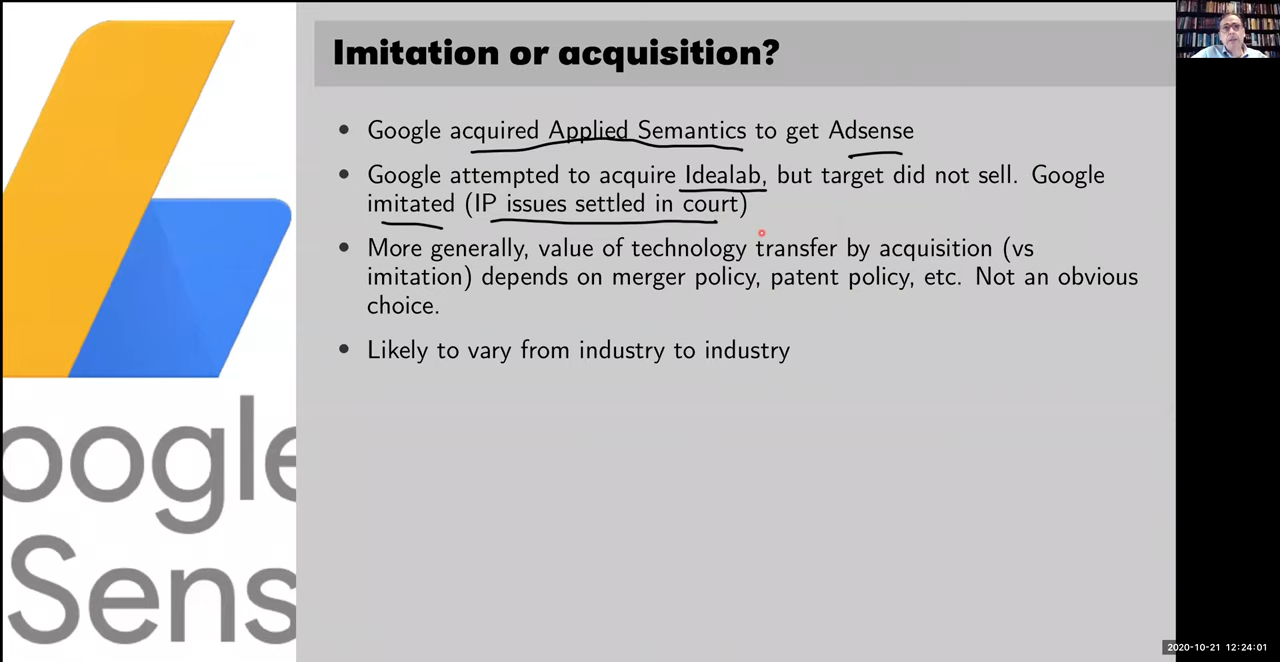 Imitation or acquisition?
• Google acquired Applied Semantics to get Adsense
• Google attempted to acquire Idealab, but target did not sell. Google
imitated (IP issues settled in court)
• More generally, value of technology transfer by acquisition (vs
imitation) depends on merger policy, patent policy, etc. Not an obvious
choice.
• Likely to vary from industry to industry
oogle
Sens
2020-10-21 12:24:01